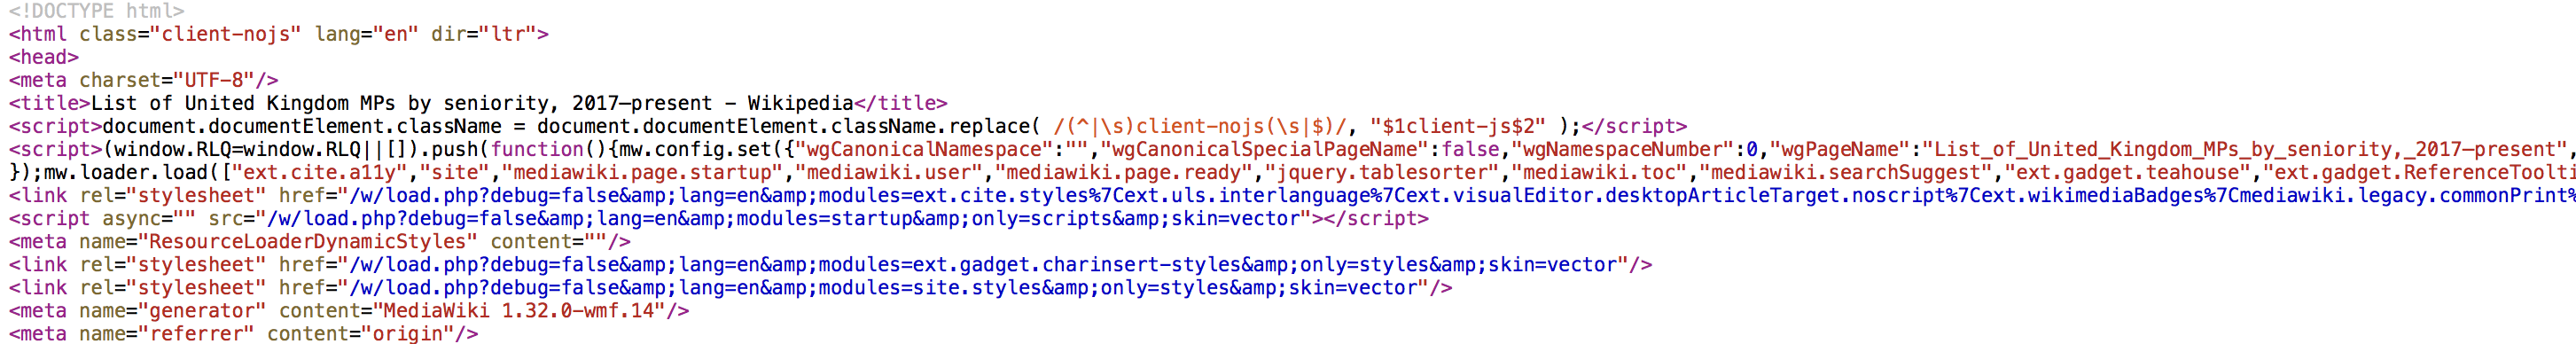 <!DOCTYPE html>
<html class="client-nojs" lang="en" dir="ltr">
<head>
<meta charset="UTF-8"/>
<title>List of United Kingdom MPs by seniority, 2017–present - Wikipedia</title>
<script>document.documentElement.className = document.documentElement.className.replace( /(^|\s)client-nojs(\s|$)/, "$1client-js$2" );</script>
<script>(window.RLQ=window.RLQ||[]).push(function(){mw.config.set({"wgCanonicalNamespace":"","wgCanonicalSpecialPageName":false,"wgNamespaceNumber":0,"wgPageName":"List_of_United_Kingdom_MPs_by_seniority,_2017–present",
});mw.loader.load(["ext.cite.a11y","site","mediawiki.page.startup","mediawiki.user","mediawiki.page.ready","jquery.tablesorter","mediawiki.toc","mediawiki.searchSuggest","ext.gadget.teahouse","ext.gadget.ReferenceToolti
<link rel="stylesheet" href="/w/load.php?debug=false&amp;lang=en&amp;modules=ext.cite.styles%7Cext.uls.interlanguage%7Cext.visualEditor.desktopArticleTarget.noscript%7Cext.wikimediaBadges%7Cmediawiki.legacy.commonPrint%
<script async="" src="/w/load.php?debug=false&amp;lang=en&amp;modules=startup&amp;only=scripts&amp;skin=vector"></script>
<meta name="ResourceLoaderDynamicStyles" content=""/>
<link rel="stylesheet" href="/w/load.php?debug=false&amp;lang=en&amp;modules=ext.gadget.charinsert-styles&amp;only=styles&amp;skin=vector"/>
<link rel="stylesheet" href="/w/load.php?debug=false&amp;lang=en&amp;modules=site.styles&amp;only=styles&amp;skin=vector"/>
<meta name="generator" content="MediaWiki 1.32.0-wmf.14"/>
<meta name="referrer" content="origin"/>